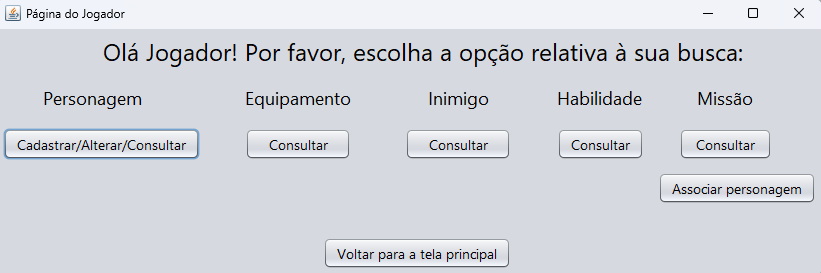 Página do Jogador
Olá Jogador! Por favor, escolha a opção relativa à sua busca:
Personagem Equipamento Inimigo Habilidade Missão
Cadastrar/Alterar/Consultar Consultar Consultar Consultar Consultar
Associar personagem
Voltar para a tela principal